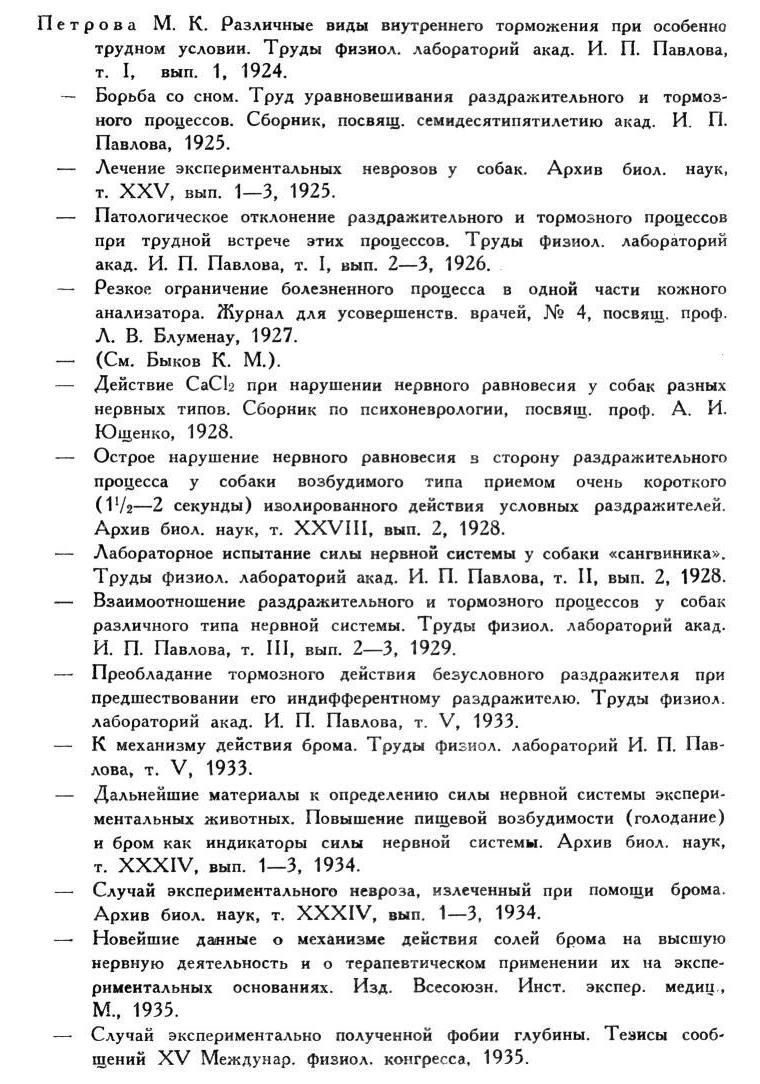 Петрова М. К. Различные виды внутреннего торможения при особенно
трудном условии. Труды физиол. лабораторий акад. И. П. Павлова,
т. I, вып. 1, 1924.
— Борьба со сном. Труд уравновешивания раздражительного и тормоз-
ного процессов. Сборник, посвящ. семидесятипятилетию акад. И. П.
Павлова, 1925.
— Лечение экспериментальных неврозов у собак. Архив биол. наук,
т. XXV, вып. 1—3, 1925.
— Патологическое отклонение раздражительного и тормозного процессов
при трудной встрече этих процессов. Труды физиол. лабораторий
акад. И. П. Павлова, т. I, вып. 2—3, 1926.
— Резкое ограничение болезненного процесса в одной части кожного
анализатора. Журнал для усовершенств. врачей, № 4, посвящ. проф.
Л. В. Блуменау, 1927.
— (См. Быков К. М.).
— Действие CaCl₂ при нарушении нервного равновесия у собак разных
нервных типов. Сборник по психоневрологии, посвящ. проф. А. И.
Ющенко, 1928.
— Острое нарушение нервного равновесия в сторону раздражительного
процесса у собаки возбудимого типа приемом очень короткого
(1¹/₂—2 секунды) изолированного действия условных раздражителей.
Архив биол. наук, т. XXVIII, вып. 2, 1928.
— Лабораторное испытание силы нервной системы у собаки «сангвиника».
Труды физиол. лабораторий акад. И. П. Павлова, т. II, вып. 2, 1928.
— Взаимоотношение раздражительного и тормозного процессов у собак
различного типа нервной системы. Труды физиол. лабораторий акад.
И. П. Павлова, т. III, вып. 2—3, 1929.
— Преобладание тормозного действия безусловного раздражителя при
предшествовании его индифферентному раздражителю. Труды физиол.
лабораторий акад. И. П. Павлова, т. V, 1933.
— К механизму действия брома. Труды физиол. лабораторий И. П. Пав-
лова, т. V, 1933.
— Дальнейшие материалы к определению силы нервной системы экспери-
ментальных животных. Повышение пищевой возбудимости (голодание)
и бром как индикаторы силы нервной системы. Архив биол. наук,
т. XXXIV, вып. 1—3, 1934.
— Случай экспериментального невроза, излеченный при помощи брома.
Архив биол. наук, т. XXXIV, вып. 1—3, 1934.
— Новейшие данные о механизме действия солей брома на высшую
нервную деятельность и о терапевтическом применении их на экспе-
риментальных основаниях. Изд. Всесоюзн. Инст. экспер. медиц.,
М., 1935.
— Случай экспериментально полученной фобии глубины. Тезисы сооб-
щений XV Междунар. физиол. конгресса, 1935.